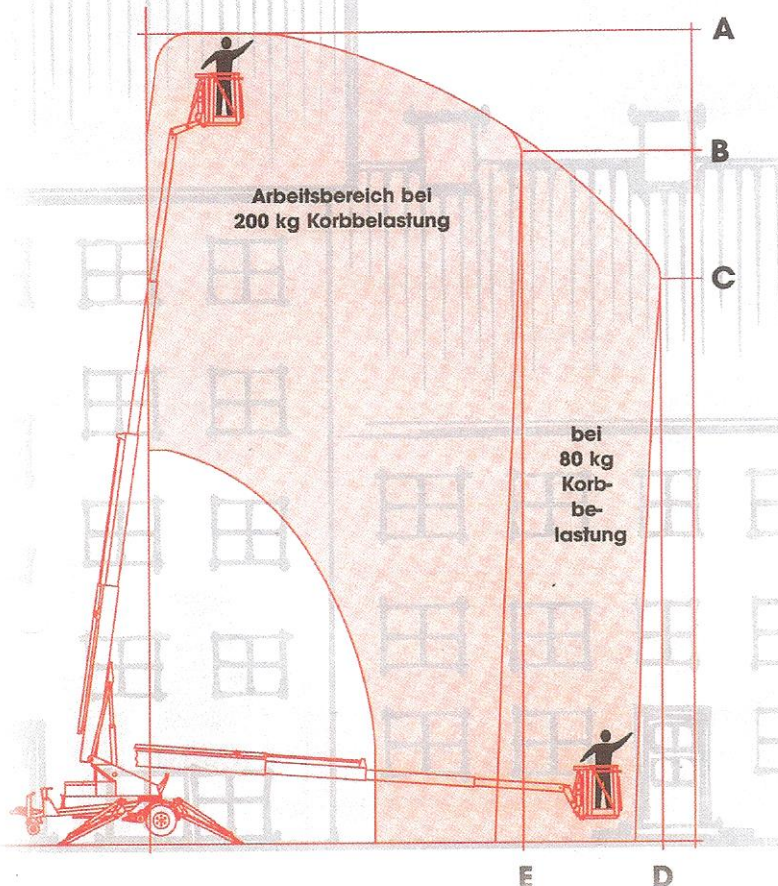 A
B
Arbeitsbereich bei
200 kg Korbbelastung
C
bei
80 kg
Korb-
be-
lastung
E
D